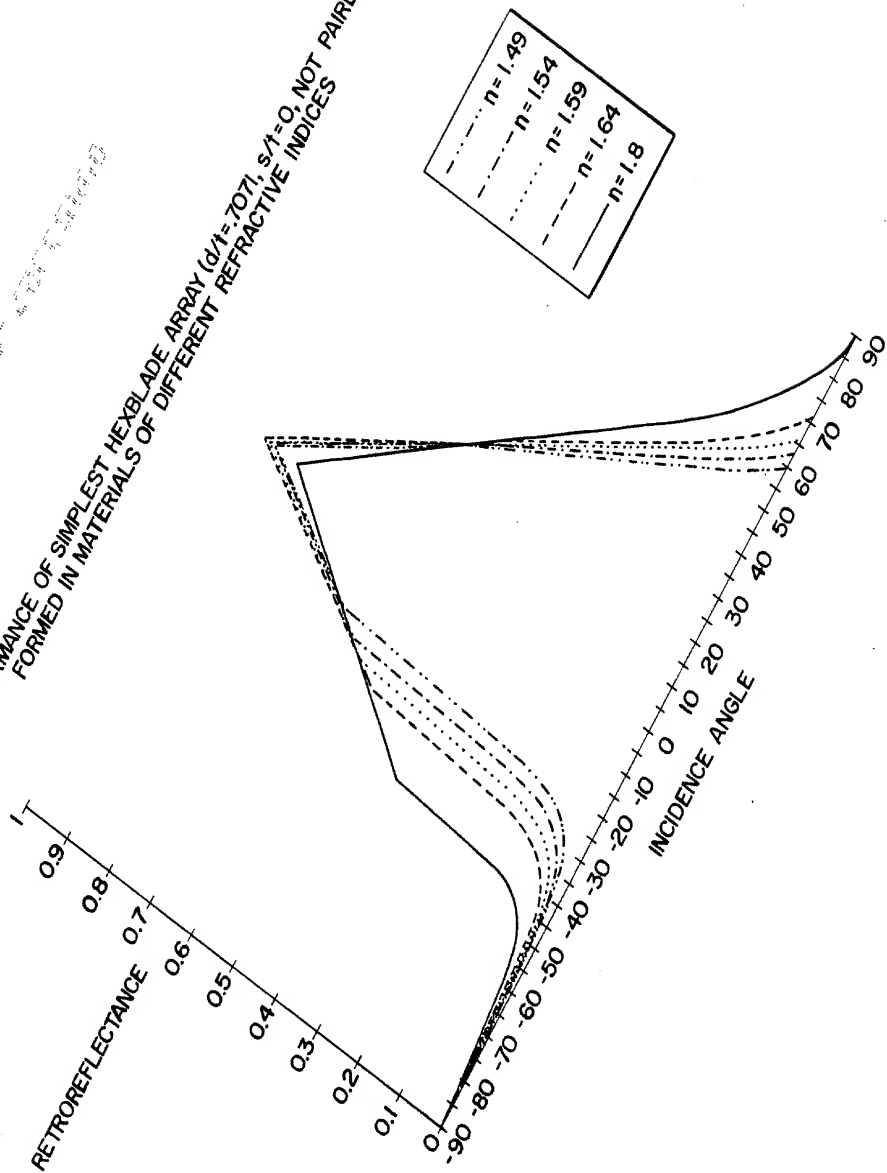 MANCE OF SIMPLEST HEXBLADE ARRAY (d/t=.7071, s/t=0, NOT PAIRE
FORMED IN MATERIALS OF DIFFERENT REFRACTIVE INDICES
n=1.49
n=1.54
n=1.59
n=1.64
n=1.8
RETROREFLECTANCE
1
0.9
0.8
0.7
0.6
0.5
0.4
0.3
0.2
0.1
0
-90 -80 -70 -60 -50 -40 -30 -20 -10 0 10 20 30 40 50 60 70 80 90
INCIDENCE ANGLE